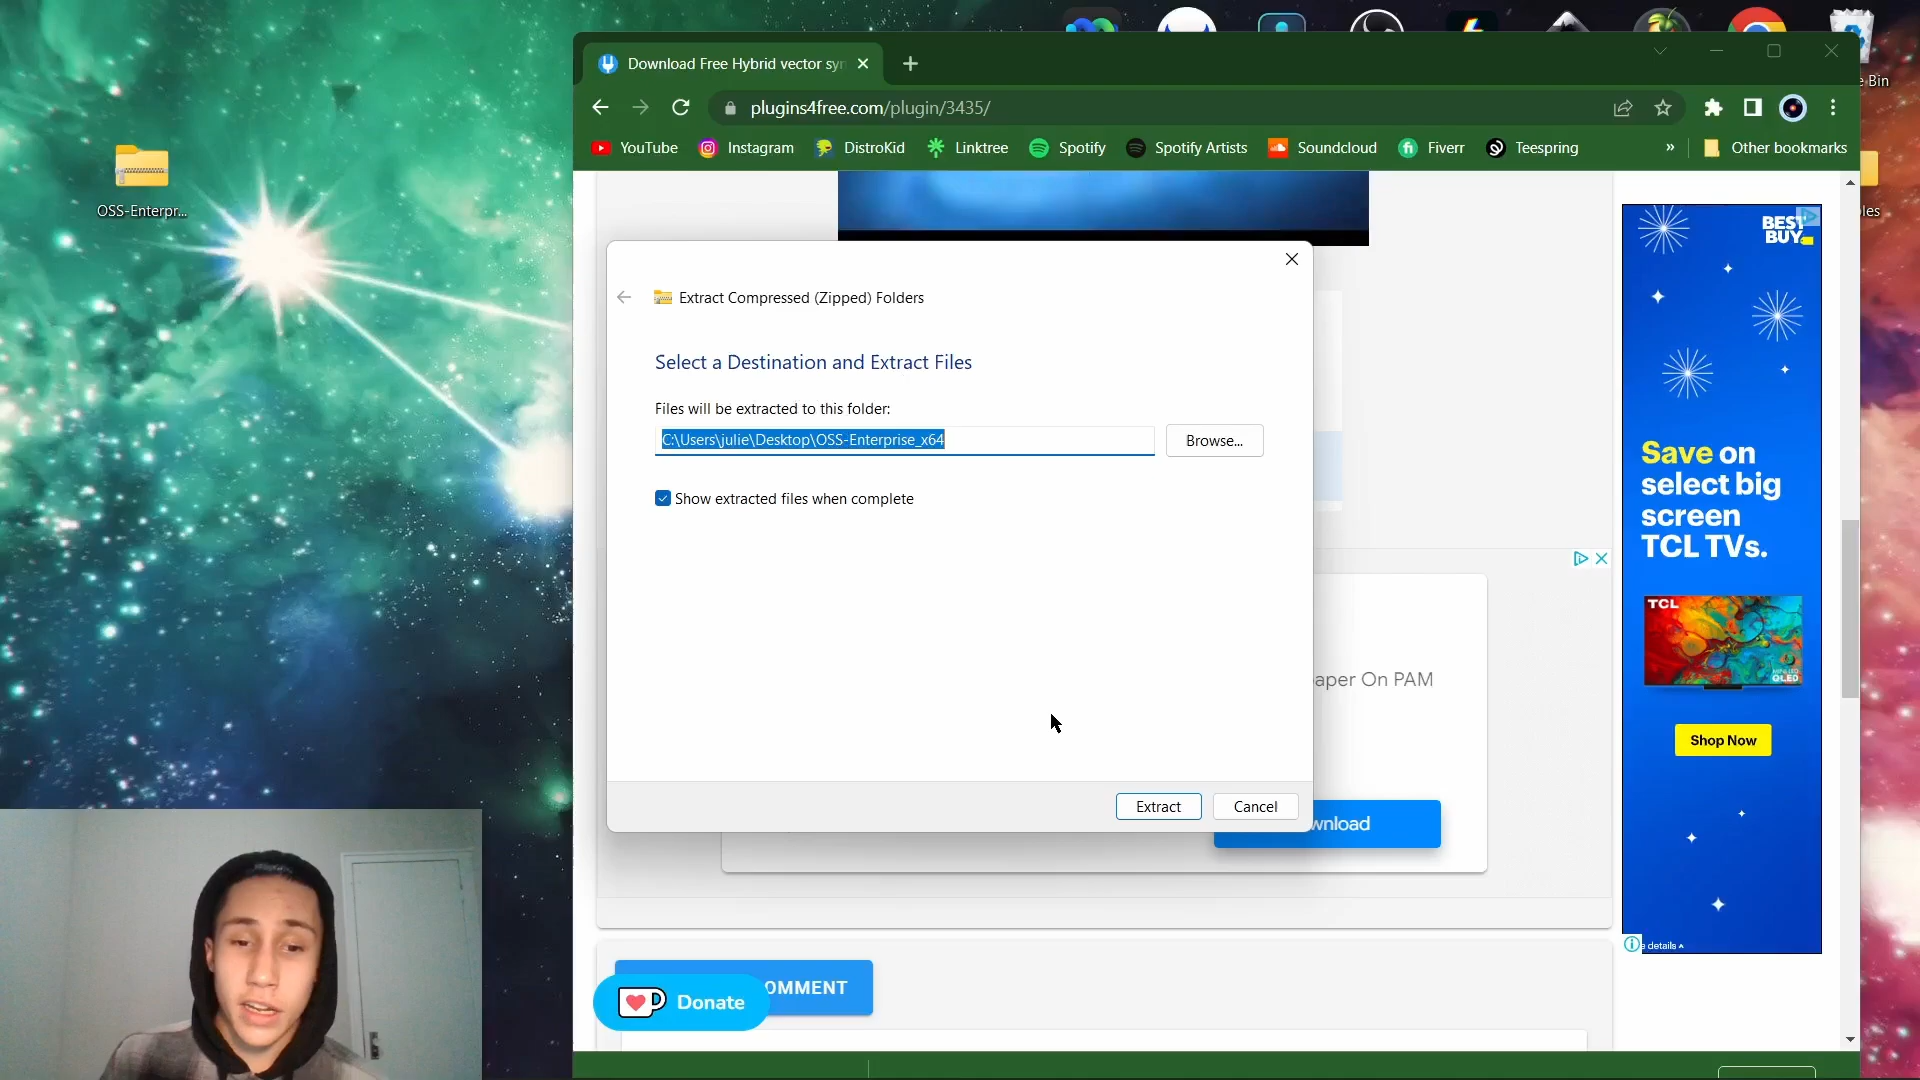 OSS-Enterpr...
e Bin
Download Free Hybrid vector syn
plugins4free.com/plugin/3435/
YouTube
Instagram
DistroKid
Linktree
Spotify
Spotify Artists
Soundcloud
Fiverr
Teespring
»
Other bookmarks
les
Extract Compressed (Zipped) Folders
Select a Destination and Extract Files
Files will be extracted to this folder:
C:\Users\julie\Desktop\OSS-Enterprise_x64
Browse...
Show extracted files when complete
Extract
Cancel
aper On PAM
wnload
BEST
BUY
Save on
select big
screen
TCL TVs.
TCL
QLED
Shop Now
details
OMMENT
Donate